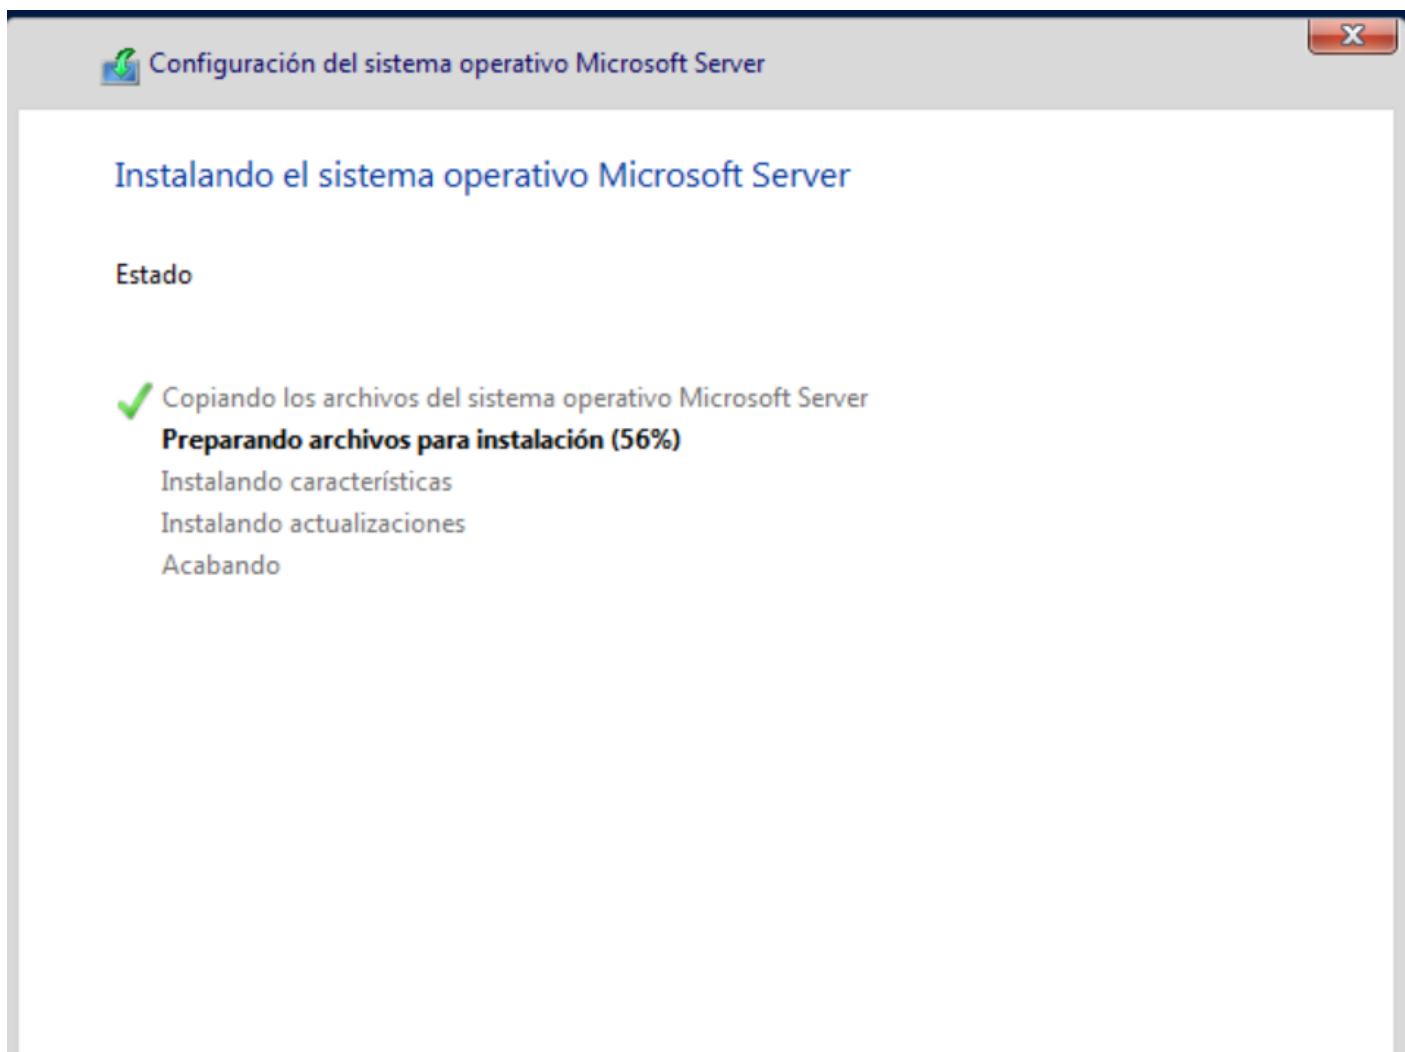 Configuración del sistema operativo Microsoft Server
Instalando el sistema operativo Microsoft Server
Estado
Copiando los archivos del sistema operativo Microsoft Server
Preparando archivos para instalación (56%)
Instalando características
Instalando actualizaciones
Acabando